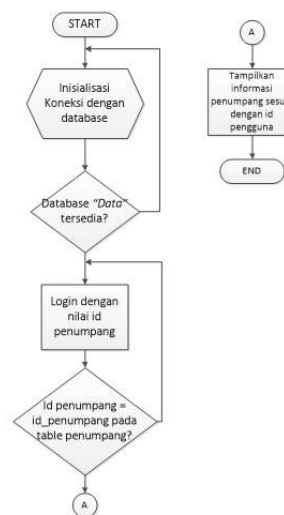 START
Inisialisasi
Koneksi dengan
database
Database "Data"
tersedia?
Login dengan
nilai id
penumpang
Id penumpang =
id_penumpang pada
table penumpang?
A
A
Tampilkan
informasi
penumpang sesu
dengan id
pengguna
END